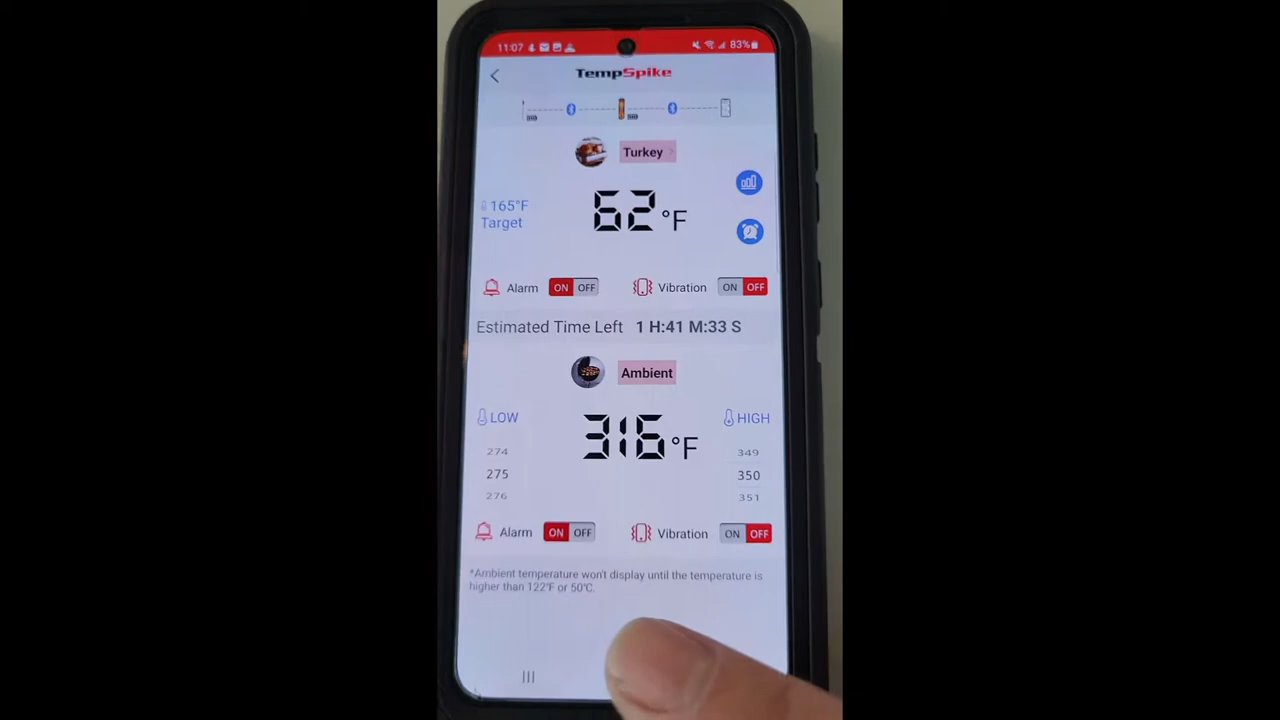 11:07 83%
TempSpike
Turkey
165°F
Target
62°F
Alarm ON OFF Vibration ON OFF
Estimated Time Left 1 H:41 M:33 S
Ambient
LOW 316°F HIGH
274 349
275 350
276 351
Alarm ON OFF Vibration ON OFF
*Ambient temperature won't display until the temperature is
higher than 122°F or 50°C.